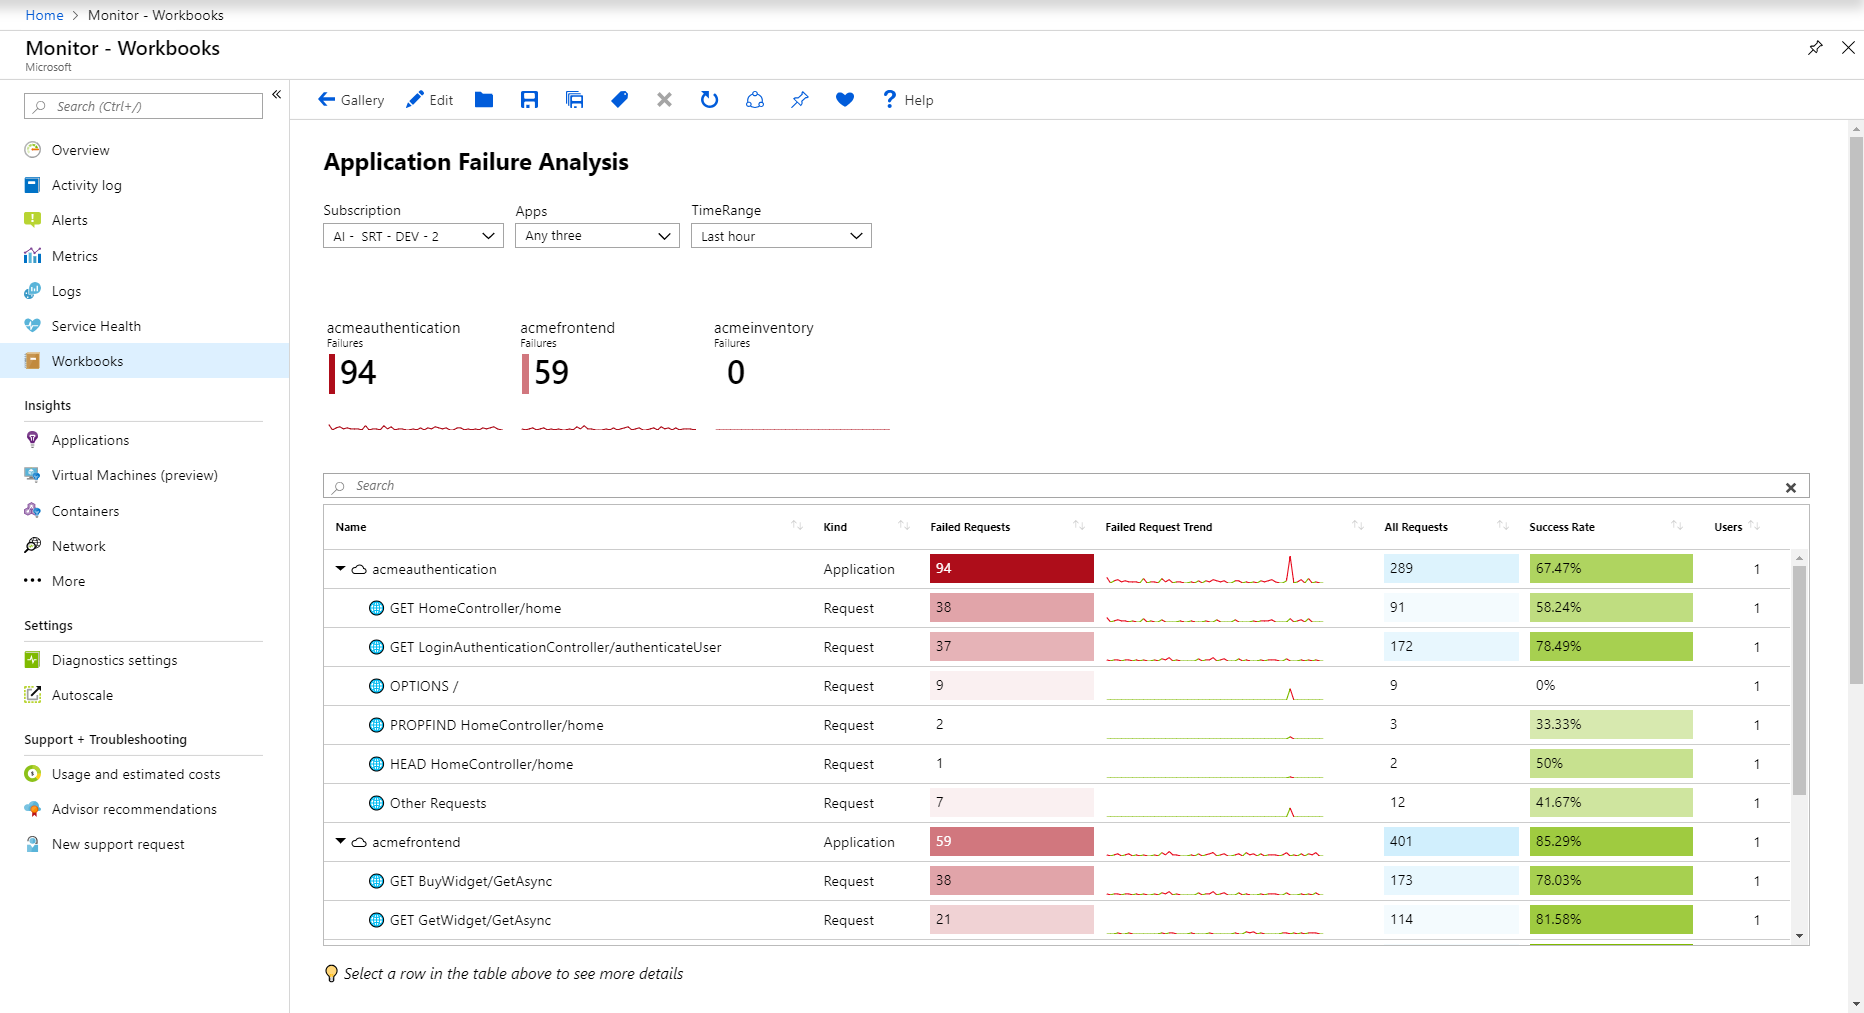 Home > Monitor - Workbooks
Monitor - Workbooks
Microsoft
Search (Ctrl+/)
«
Overview
Activity log
Alerts
Metrics
Logs
Service Health
Workbooks
Insights
Applications
Virtual Machines (preview)
Containers
Network
More
Settings
Diagnostics settings
Autoscale
Support + Troubleshooting
Usage and estimated costs
Advisor recommendations
New support request
Gallery Edit ? Help
Application Failure Analysis
Subscription Apps TimeRange
AI - SRT - DEV - 2 Any three Last hour
acmeauthentication acmefrontend acmeinventory
Failures Failures Failures
94 59 0
Search
Name Kind Failed Requests Failed Request Trend All Requests Success Rate Users
acmeauthentication Application 94 289 67.47% 1
GET HomeController/home Request 38 91 58.24% 1
GET LoginAuthenticationController/authenticateUser Request 37 172 78.49% 1
OPTIONS / Request 9 9 0% 1
PROPFIND HomeController/home Request 2 3 33.33% 1
HEAD HomeController/home Request 1 2 50% 1
Other Requests Request 7 12 41.67% 1
acmefrontend Application 59 401 85.29% 1
GET BuyWidget/GetAsync Request 38 173 78.03% 1
GET GetWidget/GetAsync Request 21 114 81.58% 1
Select a row in the table above to see more details